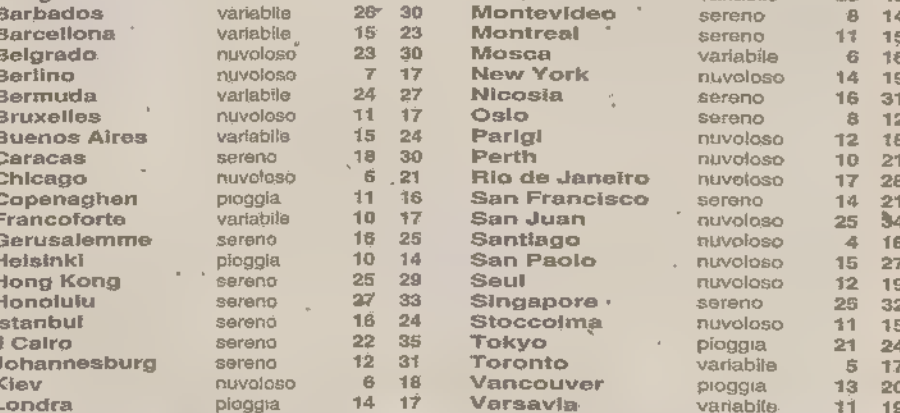 Barbados variabile 26 30
Barcellona variabile 15 23
Belgrado nuvoloso 23 30
Berlino nuvoloso 7 17
Bermuda variabile 24 27
Bruxelles nuvoloso 11 17
Buenos Aires variabile 15 24
Caracas sereno 18 30
Chicago nuvoloso 6 21
Copenaghen pioggia 11 16
Francoforte variabile 10 17
Gerusalemme sereno 16 25
Helsinki pioggia 10 14
Hong Kong sereno 25 29
Honolulu sereno 27 33
stanbul sereno 16 24
l Cairo sereno 22 35
Johannesburg sereno 12 31
Kiev nuvoloso 6 18
Londra pioggia 14 17
Montevideo sereno 8 14
Montreal sereno 11 15
Mosca variabile 6
New York nuvoloso 14 19
Nicosia sereno 16 31
Oslo sereno 8 12
Parigi nuvoloso 12
Perth nuvoloso 10 21
Rio de Janeiro nuvoloso 17 28
San Francisco sereno 14 21
San Juan nuvoloso 25 34
Santiago nuvoloso 4 16
San Paolo nuvoloso 15 27
Seul nuvoloso 12 19
Singapore sereno 25 32
Stoccolma nuvoloso 11 15
Tokyo pioggia 21 24
Toronto variabile 5 17
Vancouver pioggia 13 20
Varsavia variabile 11